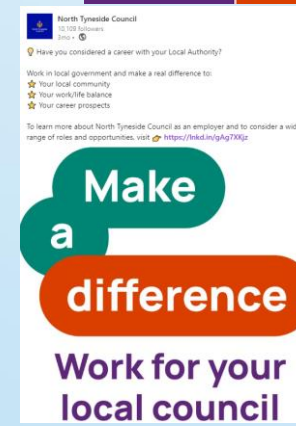 North Tyneside Council
10,109 followers
3mo •
Have you considered a career with your Local Authority?
Work in local government and make a real difference to:
Your local community
Your work/life balance
Your career prospects
To learn more about North Tyneside Council as an employer and to consider a wid
range of roles and opportunities, visit 👉 https://lnkd.in/gAg7XKjz
Make
a
difference
Work for your
local council